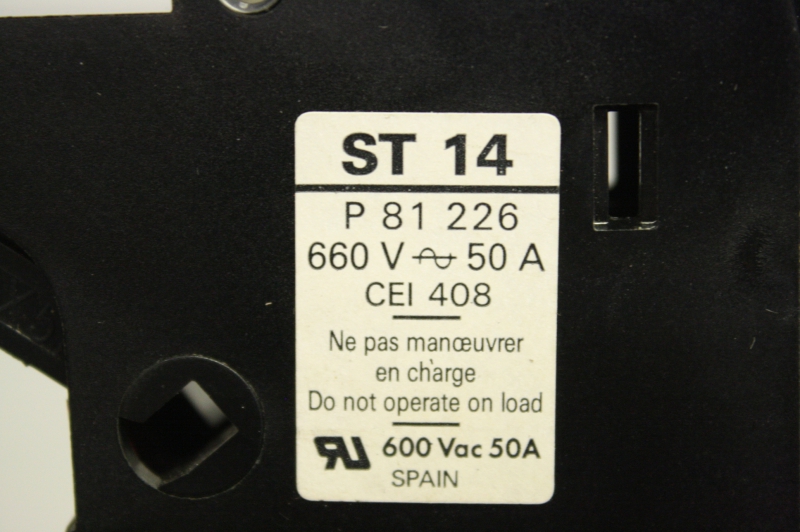 ST 14
P 81 226
660 V ⏦ 50 A
CEI 408
Ne pas manœuvrer
en charge
Do not operate on load
RU 600 Vac 50A
SPAIN